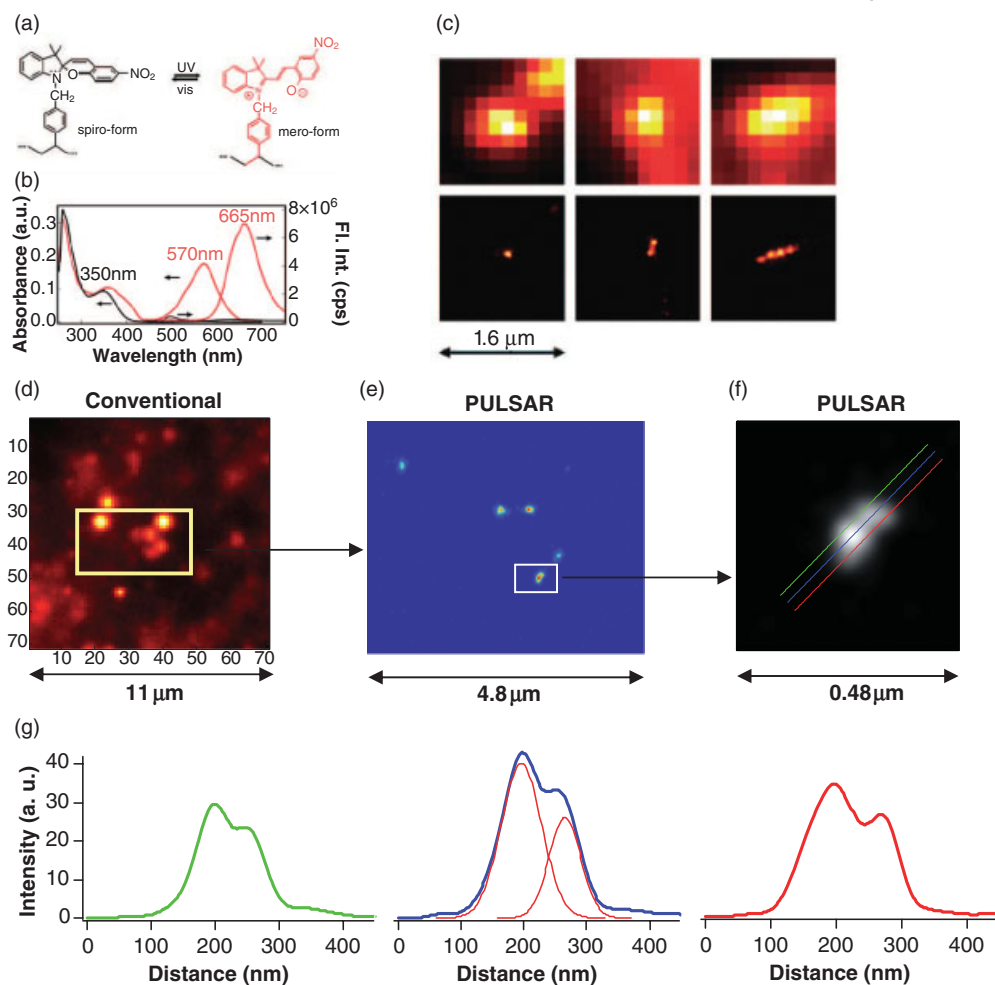 (a)
NO₂
UV
vis
NO₂
N
O
CH₂
N
⊕
O
⊖
CH₂
spiro-form
mero-form
(b)
Absorbance (a.u.)
0.3
0.2
0.1
0.0
350nm
570nm
665nm
8×10⁶
6
4
2
0
Fl. Int. (cps)
300 400 500 600 700
Wavelength (nm)
(c)
1.6 μm
(d)
Conventional
10
20
30
40
50
60
70
10 20 30 40 50 60 70
11 μm
(e)
PULSAR
4.8 μm
(f)
PULSAR
0.48 μm
(g)
Intensity (a. u.)
40
30
20
10
0
0 100 200 300 400
Distance (nm)
0 100 200 300 400
Distance (nm)
0 100 200 300 400
Distance (nm)